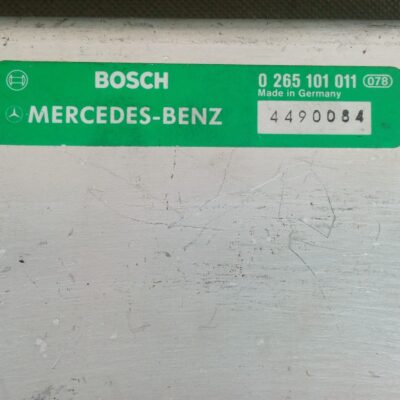 BOSCH
0 265 101 011 078
Made in Germany
MERCEDES-BENZ
4490084